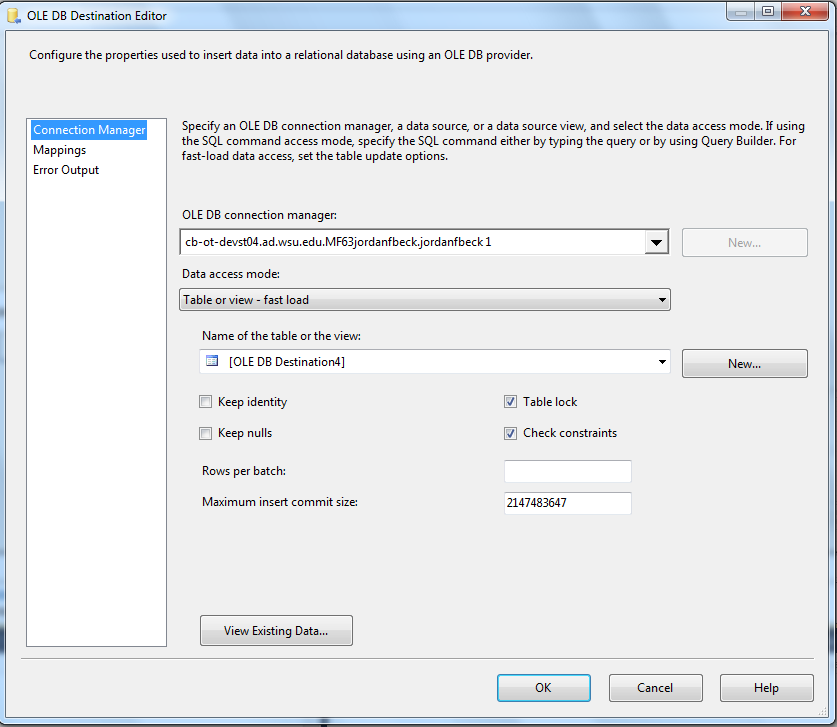 OLE DB Destination Editor
Configure the properties used to insert data into a relational database using an OLE DB provider.
Connection Manager
Mappings
Error Output
Specify an OLE DB connection manager, a data source, or a data source view, and select the data access mode. If using
the SQL command access mode, specify the SQL command either by typing the query or by using Query Builder. For
fast-load data access, set the table update options.
OLE DB connection manager:
cb-ot-devst04.ad.wsu.edu.MF63jordanfbeck.jordanfbeck 1
New...
Data access mode:
Table or view - fast load
Name of the table or the view:
[OLE DB Destination4]
New...
Keep identity
Table lock
Keep nulls
Check constraints
Rows per batch:
Maximum insert commit size:
2147483647
View Existing Data...
OK
Cancel
Help